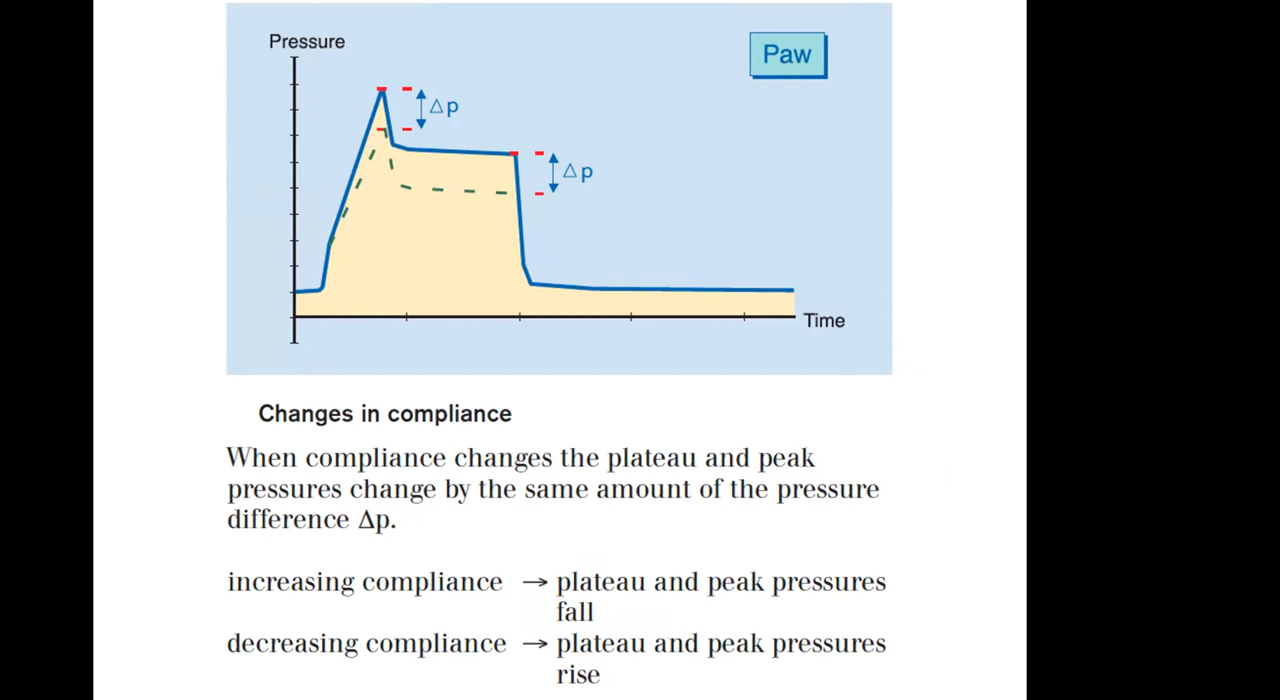 Pressure
Paw
Δp
Δp
Time
Changes in compliance
When compliance changes the plateau and peak
pressures change by the same amount of the pressure
difference Δp.
increasing compliance → plateau and peak pressures
fall
decreasing compliance → plateau and peak pressures
rise